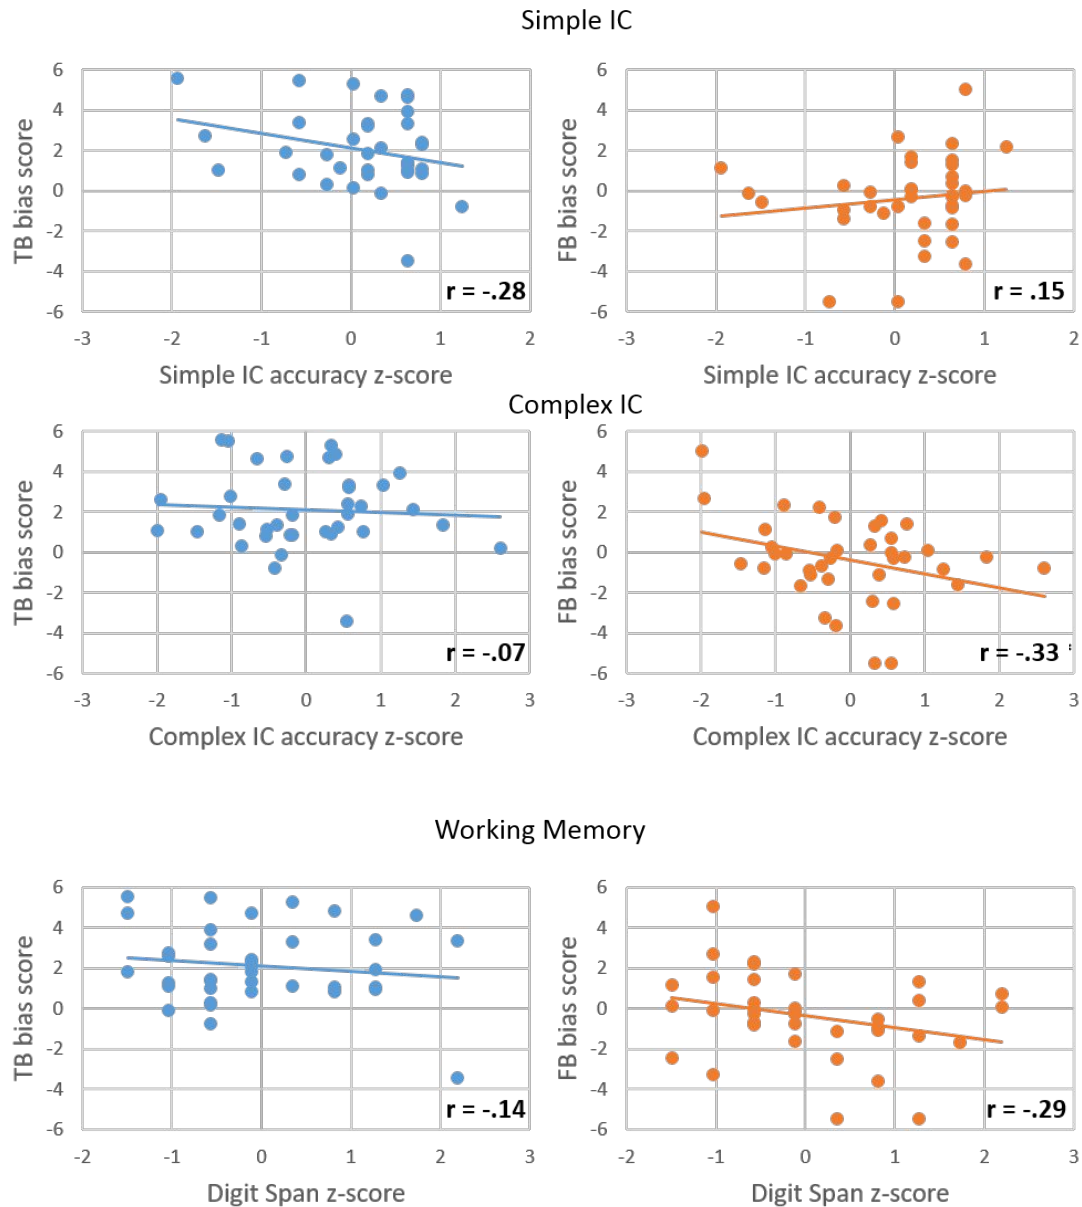 Simple IC
6
4
2
0
-2
-4
-6
TB bias score
r = -.28
-3 -2 -1 0 1 2
Simple IC accuracy z-score
6
4
2
0
-2
-4
-6
FB bias score
r = .15
-3 -2 -1 0 1 2
Simple IC accuracy z-score
Complex IC
6
4
2
0
-2
-4
-6
TB bias score
r = -.07
-3 -2 -1 0 1 2 3
Complex IC accuracy z-score
6
4
2
0
-2
-4
-6
FB bias score
r = -.33 *
-3 -2 -1 0 1 2 3
Complex IC accuracy z-score
Working Memory
6
4
2
0
-2
-4
-6
TB bias score
r = -.14
-2 -1 0 1 2 3
Digit Span z-score
6
4
2
0
-2
-4
-6
FB bias score
r = -.29
-2 -1 0 1 2 3
Digit Span z-score